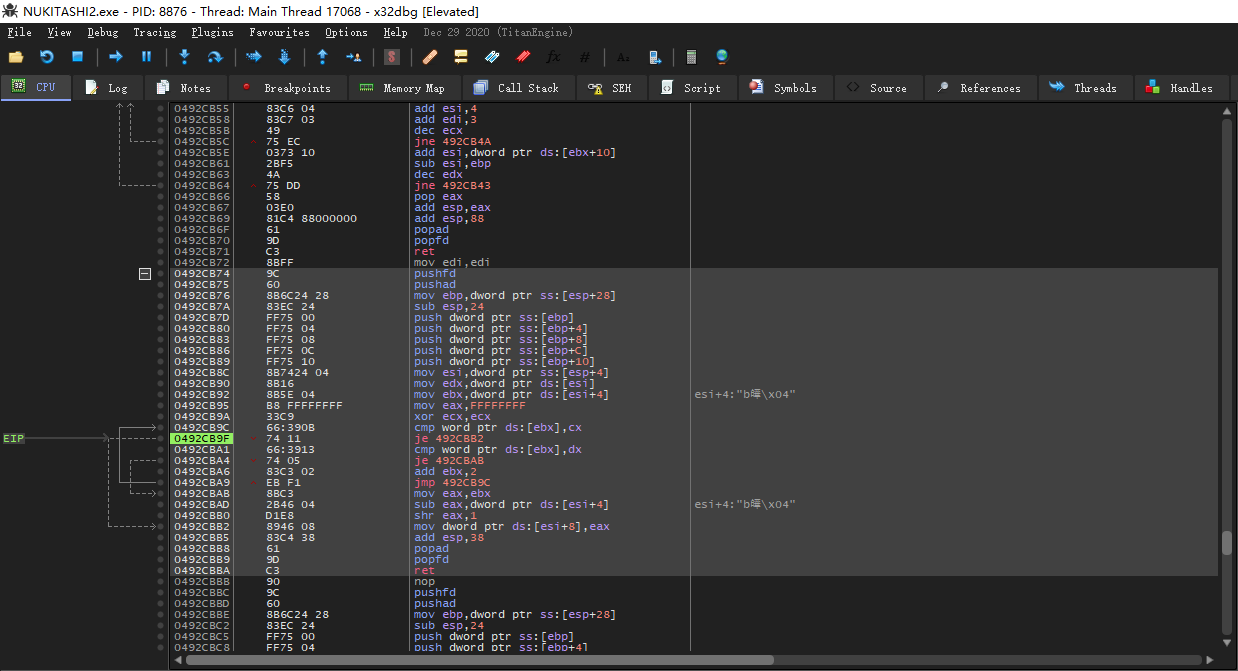 NUKITASHI2.exe - PID: 8876 - Thread: Main Thread 17068 - x32dbg [Elevated]
File View Debug Tracing Plugins Favourites Options Help Dec 29 2020 (TitanEngine)
CPU Log Notes Breakpoints Memory Map Call Stack SEH Script Symbols Source References Threads Handles
0492CB55 83C6 04 add esi,4
0492CB58 83C7 03 add edi,3
0492CB5B 49 dec ecx
0492CB5C 75 EC jne 492CB4A
0492CB5E 0373 10 add esi,dword ptr ds:[ebx+10]
0492CB61 2BF5 sub esi,ebp
0492CB63 4A dec edx
0492CB64 75 DD jne 492CB43
0492CB66 58 pop eax
0492CB67 03E0 add esp,eax
0492CB69 81C4 88000000 add esp,88
0492CB6F 61 popad
0492CB70 9D popfd
0492CB71 C3 ret
0492CB72 8BFF mov edi,edi
0492CB74 9C pushfd
0492CB75 60 pushad
0492CB76 8B6C24 28 mov ebp,dword ptr ss:[esp+28]
0492CB7A 83EC 24 sub esp,24
0492CB7D FF75 00 push dword ptr ss:[ebp]
0492CB80 FF75 04 push dword ptr ss:[ebp+4]
0492CB83 FF75 08 push dword ptr ss:[ebp+8]
0492CB86 FF75 0C push dword ptr ss:[ebp+C]
0492CB89 FF75 10 push dword ptr ss:[ebp+10]
0492CB8C 8B7424 04 mov esi,dword ptr ss:[esp+4]
0492CB90 8B16 mov edx,dword ptr ds:[esi]
0492CB92 8B5E 04 mov ebx,dword ptr ds:[esi+4]
0492CB95 B8 FFFFFFFF mov eax,FFFFFFFF
0492CB9A 33C9 xor ecx,ecx
0492CB9C 66:390B cmp word ptr ds:[ebx],cx
EIP 0492CB9F 74 11 je 492CBB2
0492CBA1 66:3913 cmp word ptr ds:[ebx],dx
0492CBA4 74 05 je 492CBAB
0492CBA6 83C3 02 add ebx,2
0492CBA9 EB F1 jmp 492CB9C
0492CBAB 8BC3 mov eax,ebx
0492CBAD 2B46 04 sub eax,dword ptr ds:[esi+4]
0492CBB0 D1E8 shr eax,1
0492CBB2 8946 08 mov dword ptr ds:[esi+8],eax
0492CBB5 83C4 38 add esp,38
0492CBB8 61 popad
0492CBB9 9D popfd
0492CBBA C3 ret
0492CBBB 90 nop
0492CBBC 9C pushfd
0492CBBD 60 pushad
0492CBBE 8B6C24 28 mov ebp,dword ptr ss:[esp+28]
0492CBC2 83EC 24 sub esp,24
0492CBC5 FF75 00 push dword ptr ss:[ebp]
0492CBC8 FF75 04 push dword ptr ss:[ebp+4]